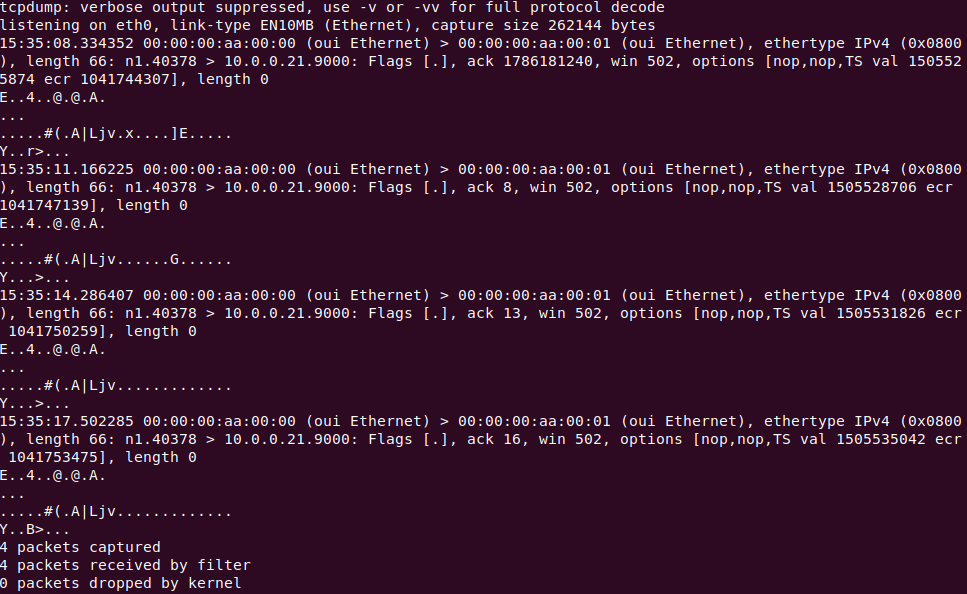 tcpdump: verbose output suppressed, use -v or -vv for full protocol decode
listening on eth0, link-type EN10MB (Ethernet), capture size 262144 bytes
15:35:08.334352 00:00:00:aa:00:00 (oui Ethernet) > 00:00:00:aa:00:01 (oui Ethernet), ethertype IPv4 (0x0800
), length 66: n1.40378 > 10.0.0.21.9000: Flags [.], ack 1786181240, win 502, options [nop,nop,TS val 150552
5874 ecr 1041744307], length 0
E..4..@.@.A.
...
.....#(.A|Ljv.x....]E.....
Y..r>...
15:35:11.166225 00:00:00:aa:00:00 (oui Ethernet) > 00:00:00:aa:00:01 (oui Ethernet), ethertype IPv4 (0x0800
), length 66: n1.40378 > 10.0.0.21.9000: Flags [.], ack 8, win 502, options [nop,nop,TS val 1505528706 ecr
1041747139], length 0
E..4..@.@.A.
...
.....#(.A|Ljv......G......
Y...>...
15:35:14.286407 00:00:00:aa:00:00 (oui Ethernet) > 00:00:00:aa:00:01 (oui Ethernet), ethertype IPv4 (0x0800
), length 66: n1.40378 > 10.0.0.21.9000: Flags [.], ack 13, win 502, options [nop,nop,TS val 1505531826 ecr
 1041750259], length 0
E..4..@.@.A.
...
.....#(.A|Ljv.............
Y...>...
15:35:17.502285 00:00:00:aa:00:00 (oui Ethernet) > 00:00:00:aa:00:01 (oui Ethernet), ethertype IPv4 (0x0800
), length 66: n1.40378 > 10.0.0.21.9000: Flags [.], ack 16, win 502, options [nop,nop,TS val 1505535042 ecr
 1041753475], length 0
E..4..@.@.A.
...
.....#(.A|Ljv.............
Y..B>...
4 packets captured
4 packets received by filter
0 packets dropped by kernel